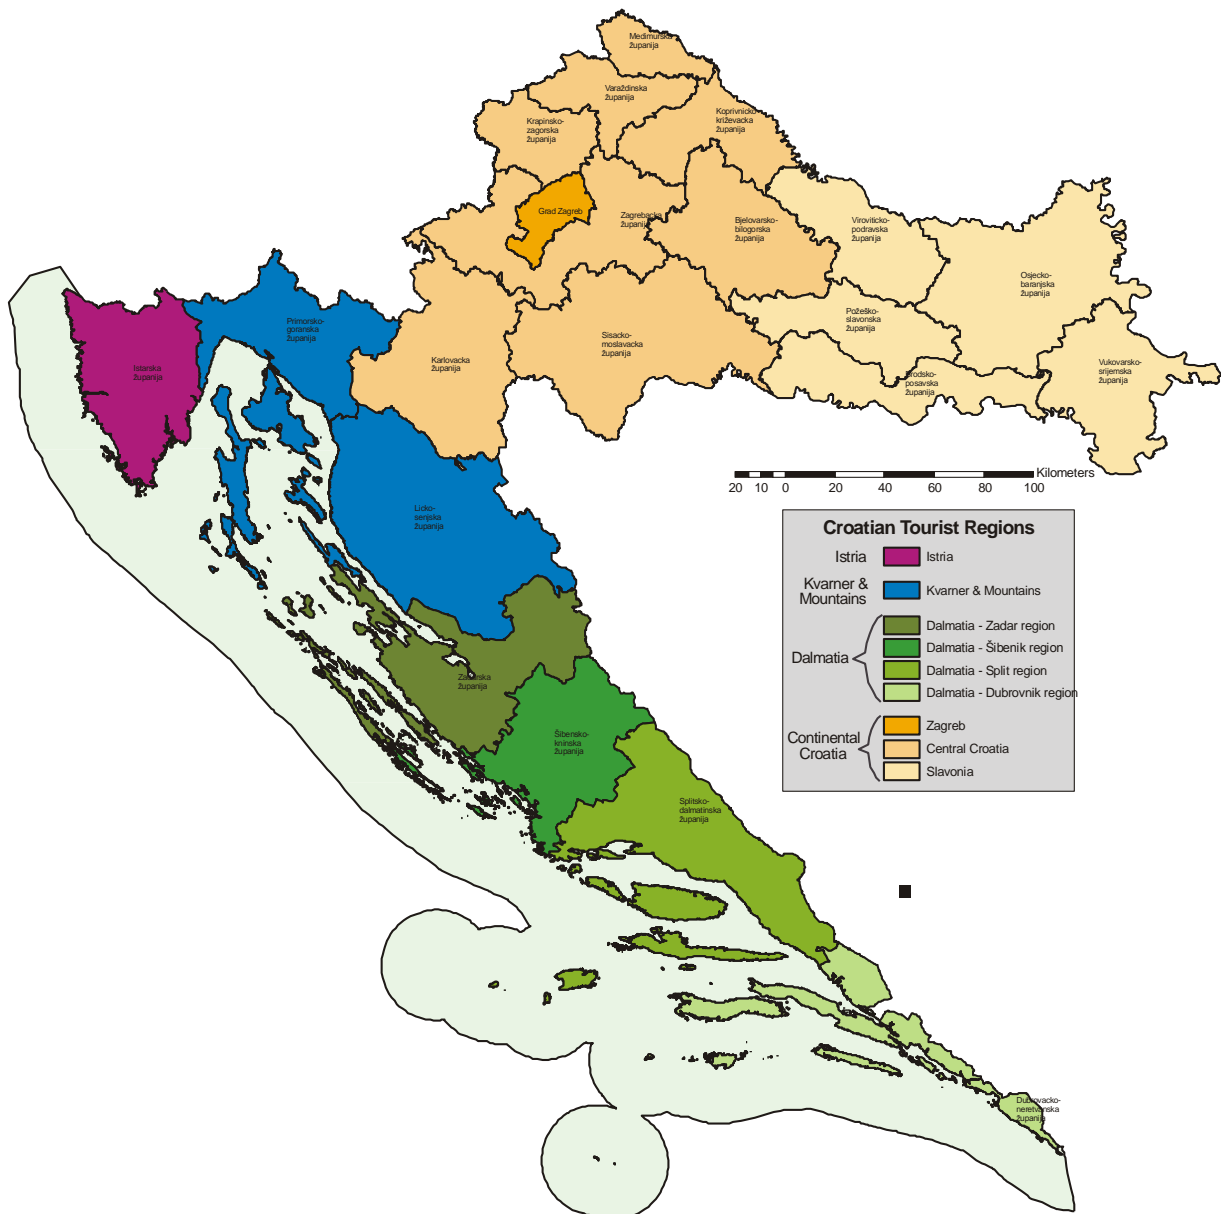 Medimurska
županija
Varaždinska
županija
Krapinsko-
zagorska
županija
Koprivnicko-
križevacka
županija
Grad Zagreb
Zagrebacka
županija
Bjelovarsko-
bilogorska
županija
Viroviticko-
podravska
županija
Osjecko-
baranjska
županija
Primorsko-
goranska
županija
Istarska
županija
Karlovacka
županija
Sisacko-
moslavacka
županija
Požeško-
slavonska
županija
Brodsko-
posavska
županija
Vukovarsko-
srijemska
županija
Kilometers
20 10 0 20 40 60 80 100
Licko-
senjska
županija
Croatian Tourist Regions
Istria Istria
Kvarner &
Mountains
Kvarner & Mountains
Dalmatia
Dalmatia - Zadar region
Dalmatia - Šibenik region
Dalmatia - Split region
Dalmatia - Dubrovnik region
Continental
Croatia
Zagreb
Central Croatia
Slavonia
Zadarska
županija
Šibensko-
kninska
županija
Splitsko-
dalmatinska
županija
Dubrovacko-
neretvanska
županija